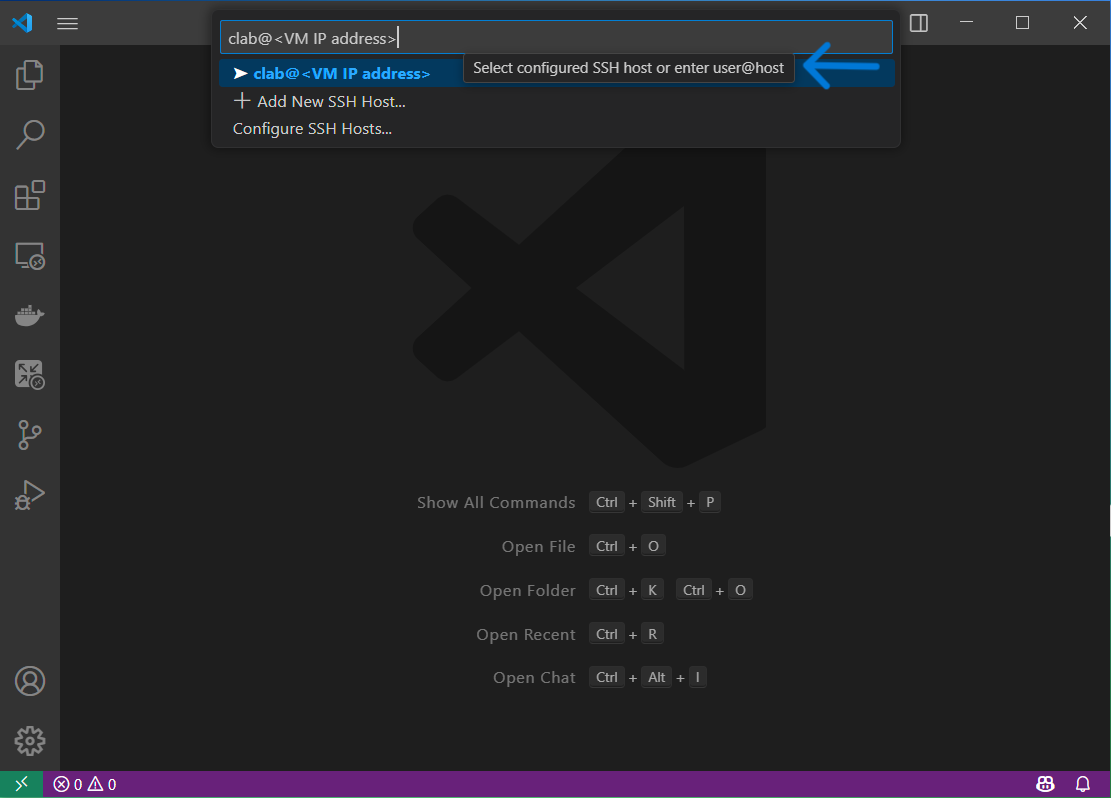 clab@<VM IP address>
clab@<VM IP address>
Select configured SSH host or enter user@host
Add New SSH Host...
Configure SSH Hosts...
Show All Commands Ctrl + Shift + P
Open File Ctrl + O
Open Folder Ctrl + K Ctrl + O
Open Recent Ctrl + R
Open Chat Ctrl + Alt + I
0 0